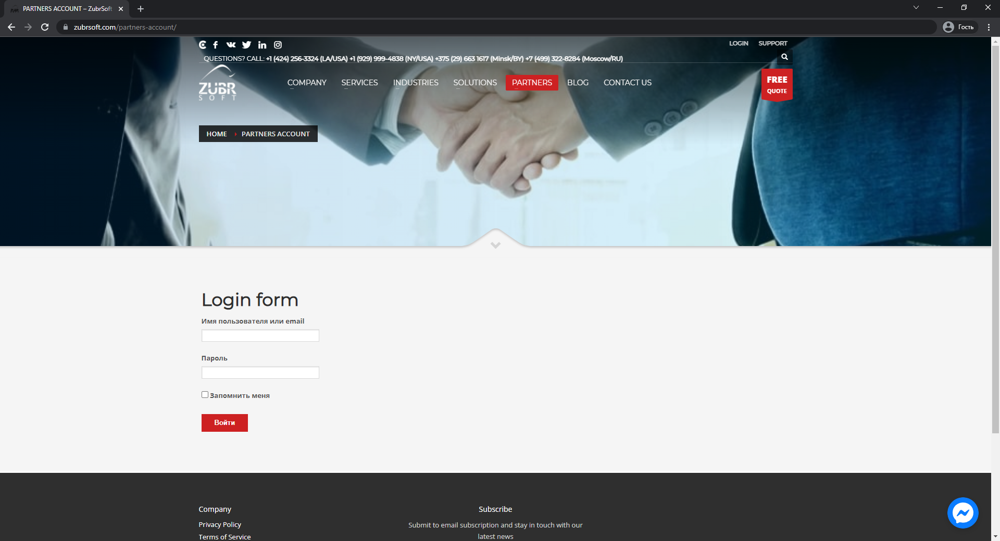 PARTNERS ACCOUNT – ZubrSoft
zubrsoft.com/partners-account/
Гость
LOGIN SUPPORT
QUESTIONS? CALL: +1 (424) 256-3324 (LA/USA) +1 (929) 999-4838 (NY/USA) +375 (29) 663 1617 (Minsk/BY) +7 (499) 322-8284 (Moscow/RU)
ZUBR
SOFT
COMPANY SERVICES INDUSTRIES SOLUTIONS PARTNERS BLOG CONTACT US
FREE
QUOTE
HOME PARTNERS ACCOUNT
Login form
Имя пользователя или email
Пароль
Запомнить меня
Войти
Company
Privacy Policy
Terms of Service
Subscribe
Submit to email subscription and stay in touch with our
latest news